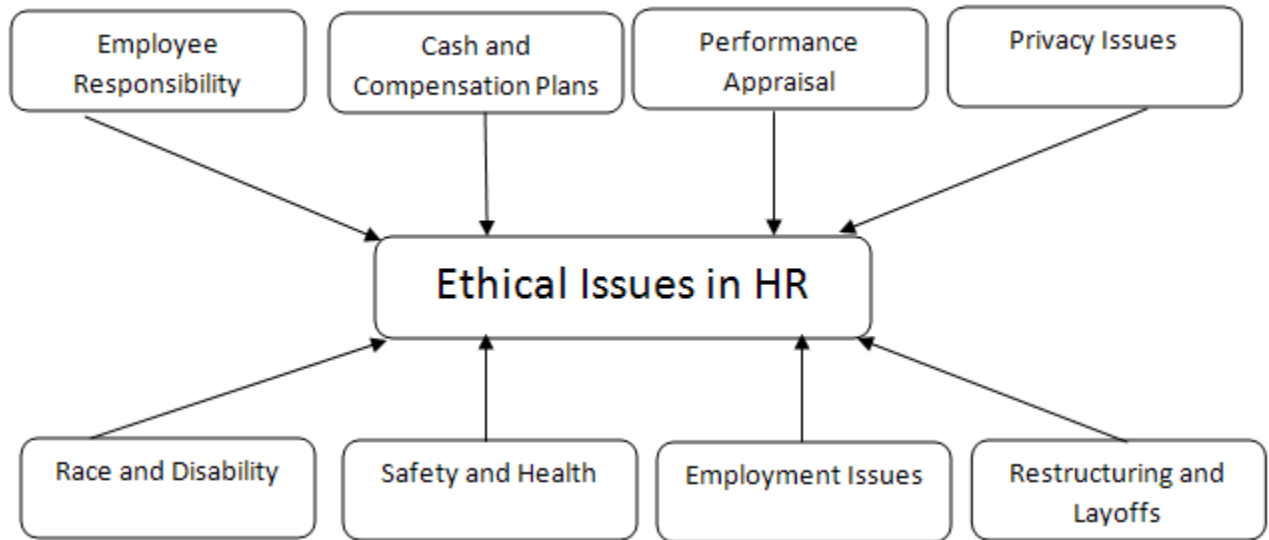 Employee
Responsibility
Cash and
Compensation Plans
Performance
Appraisal
Privacy Issues
Ethical Issues in HR
Race and Disability
Safety and Health
Employment Issues
Restructuring and
Layoffs